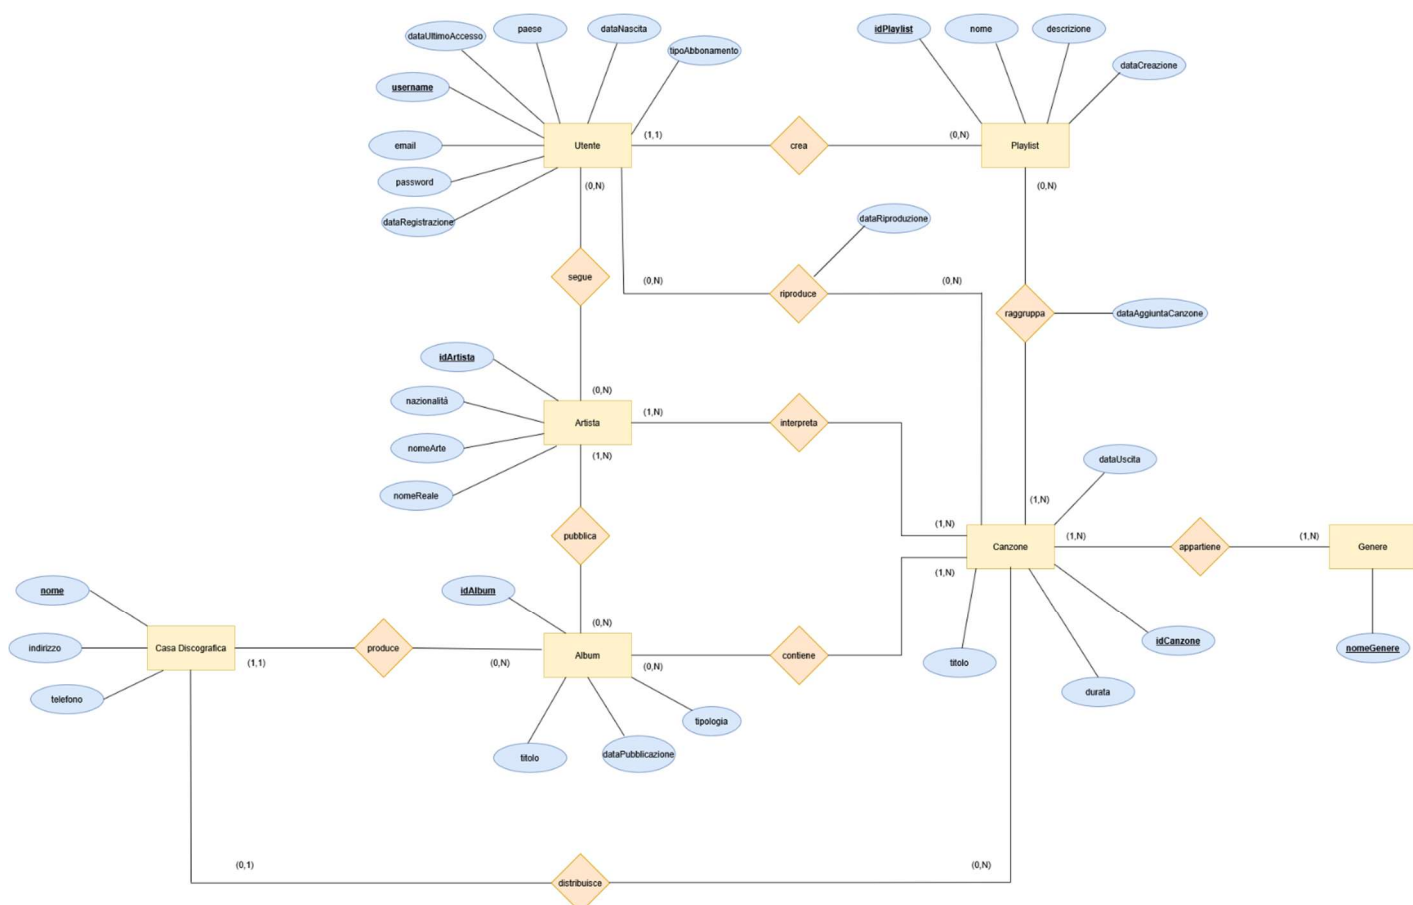 paese
dataNascita
idPlaylist
nome
descrizione
dataUltimoAccesso
tipoAbbonamento
dataCreazione
username
email
Utente
(1,1)
crea
(0,N)
Playlist
password
(0,N)
(0,N)
dataRegistrazione
dataRiproduzione
segue
(0,N)
riproduce
(0,N)
raggruppa
dataAggiuntaCanzone
idArtista
(0,N)
nazionalità
(1,N)
Artista
interpreta
nomeArte
(1,N)
dataUscita
nomeReale
(1,N)
(1,N)
pubblica
Canzone
(1,N)
appartiene
(1,N)
Genere
(1,N)
nome
idAlbum
(0,N)
idCanzone
indirizzo
Casa Discografica
(1,1)
produce
(0,N)
Album
(0,N)
contiene
titolo
nomeGenere
telefono
durata
tipologia
titolo
dataPubblicazione
(0,1)
distribuisce
(0,N)